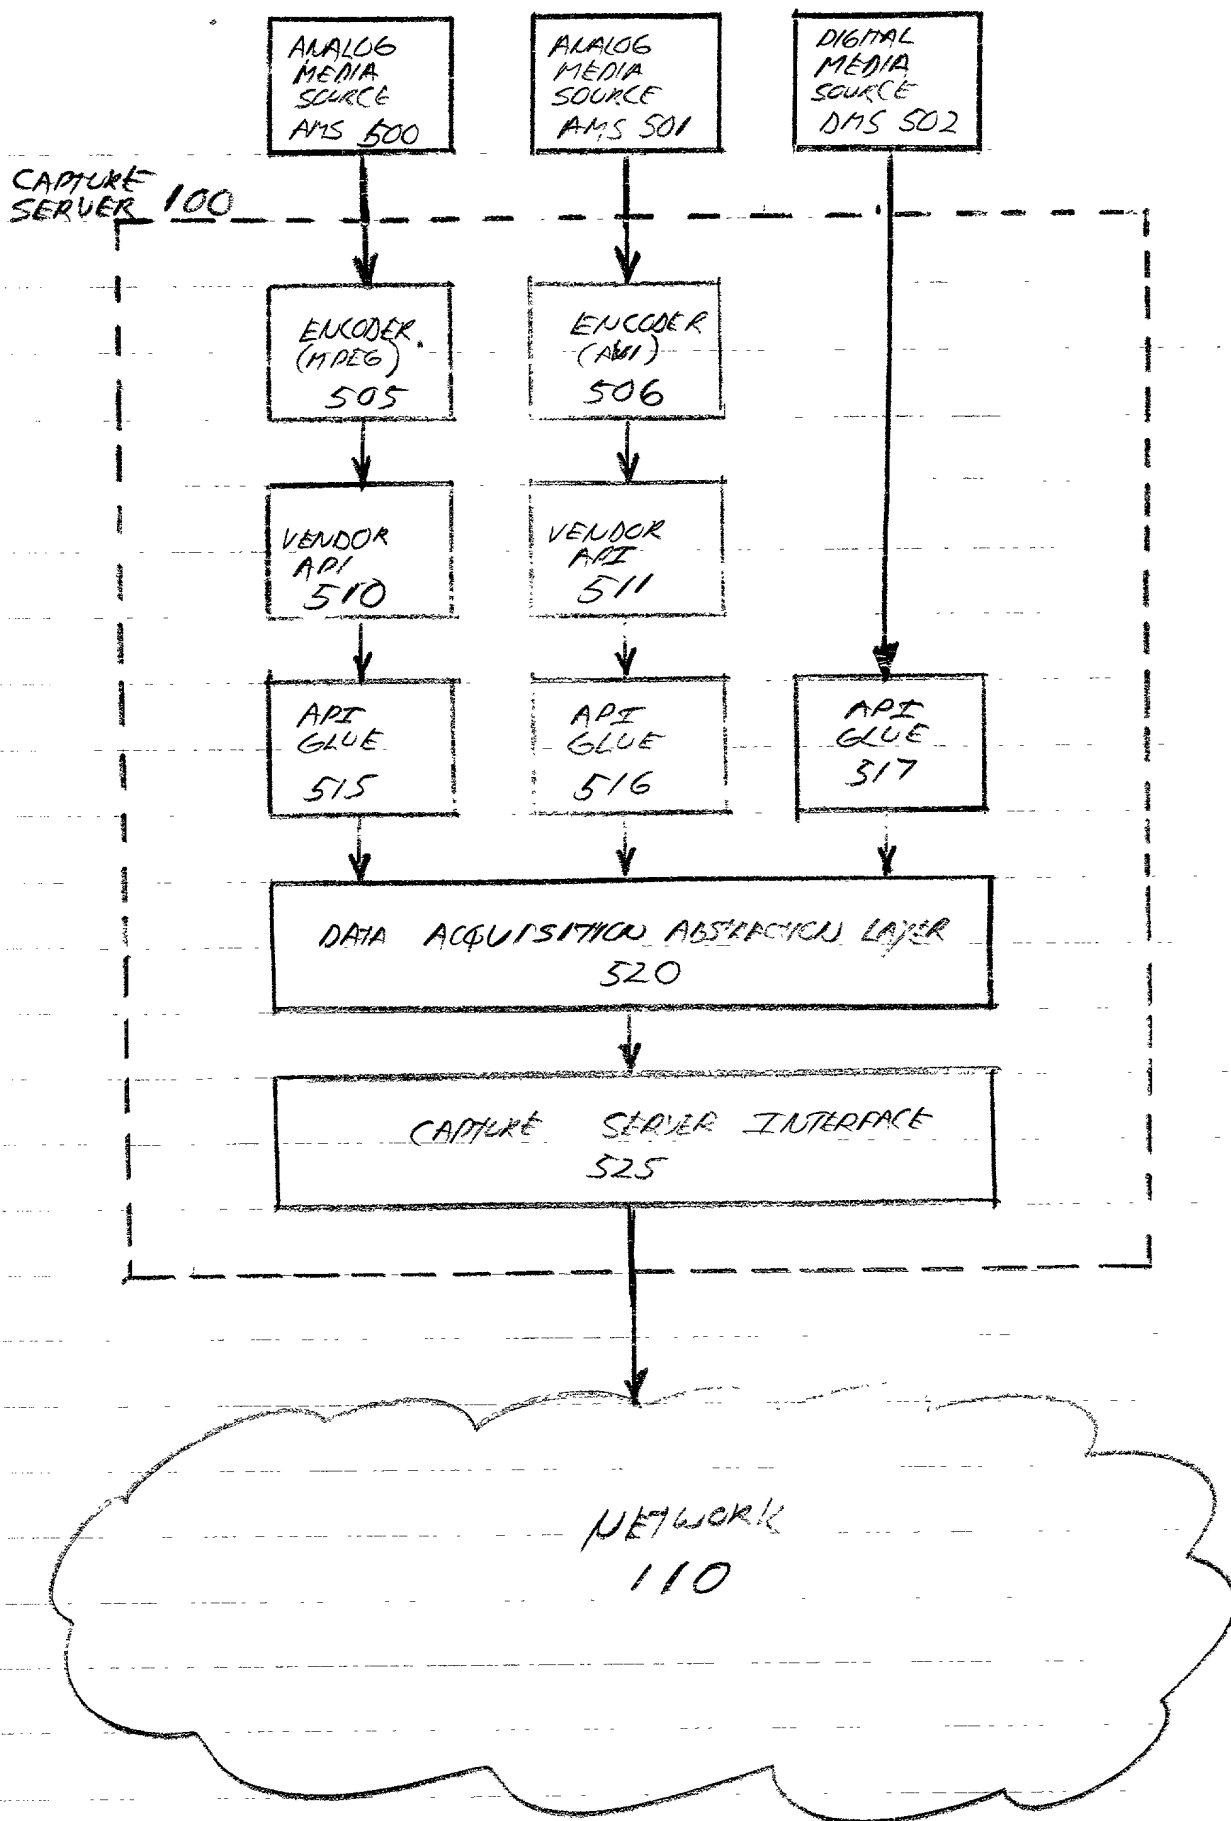 ANALOG
MEDIA
SOURCE
AMS 500
ANALOG
MEDIA
SOURCE
AMS 501
DIGITAL
MEDIA
SOURCE
DMS 502
CAPTURE
SERVER 100
ENCODER
(MPEG)
505
ENCODER
(AVI)
506
VENDOR
API
510
VENDOR
API
511
API
GLUE
515
API
GLUE
516
API
GLUE
517
DATA ACQUISITION ABSTRACTION LAYER
520
CAPTURE SERVER INTERFACE
525
NETWORK
110